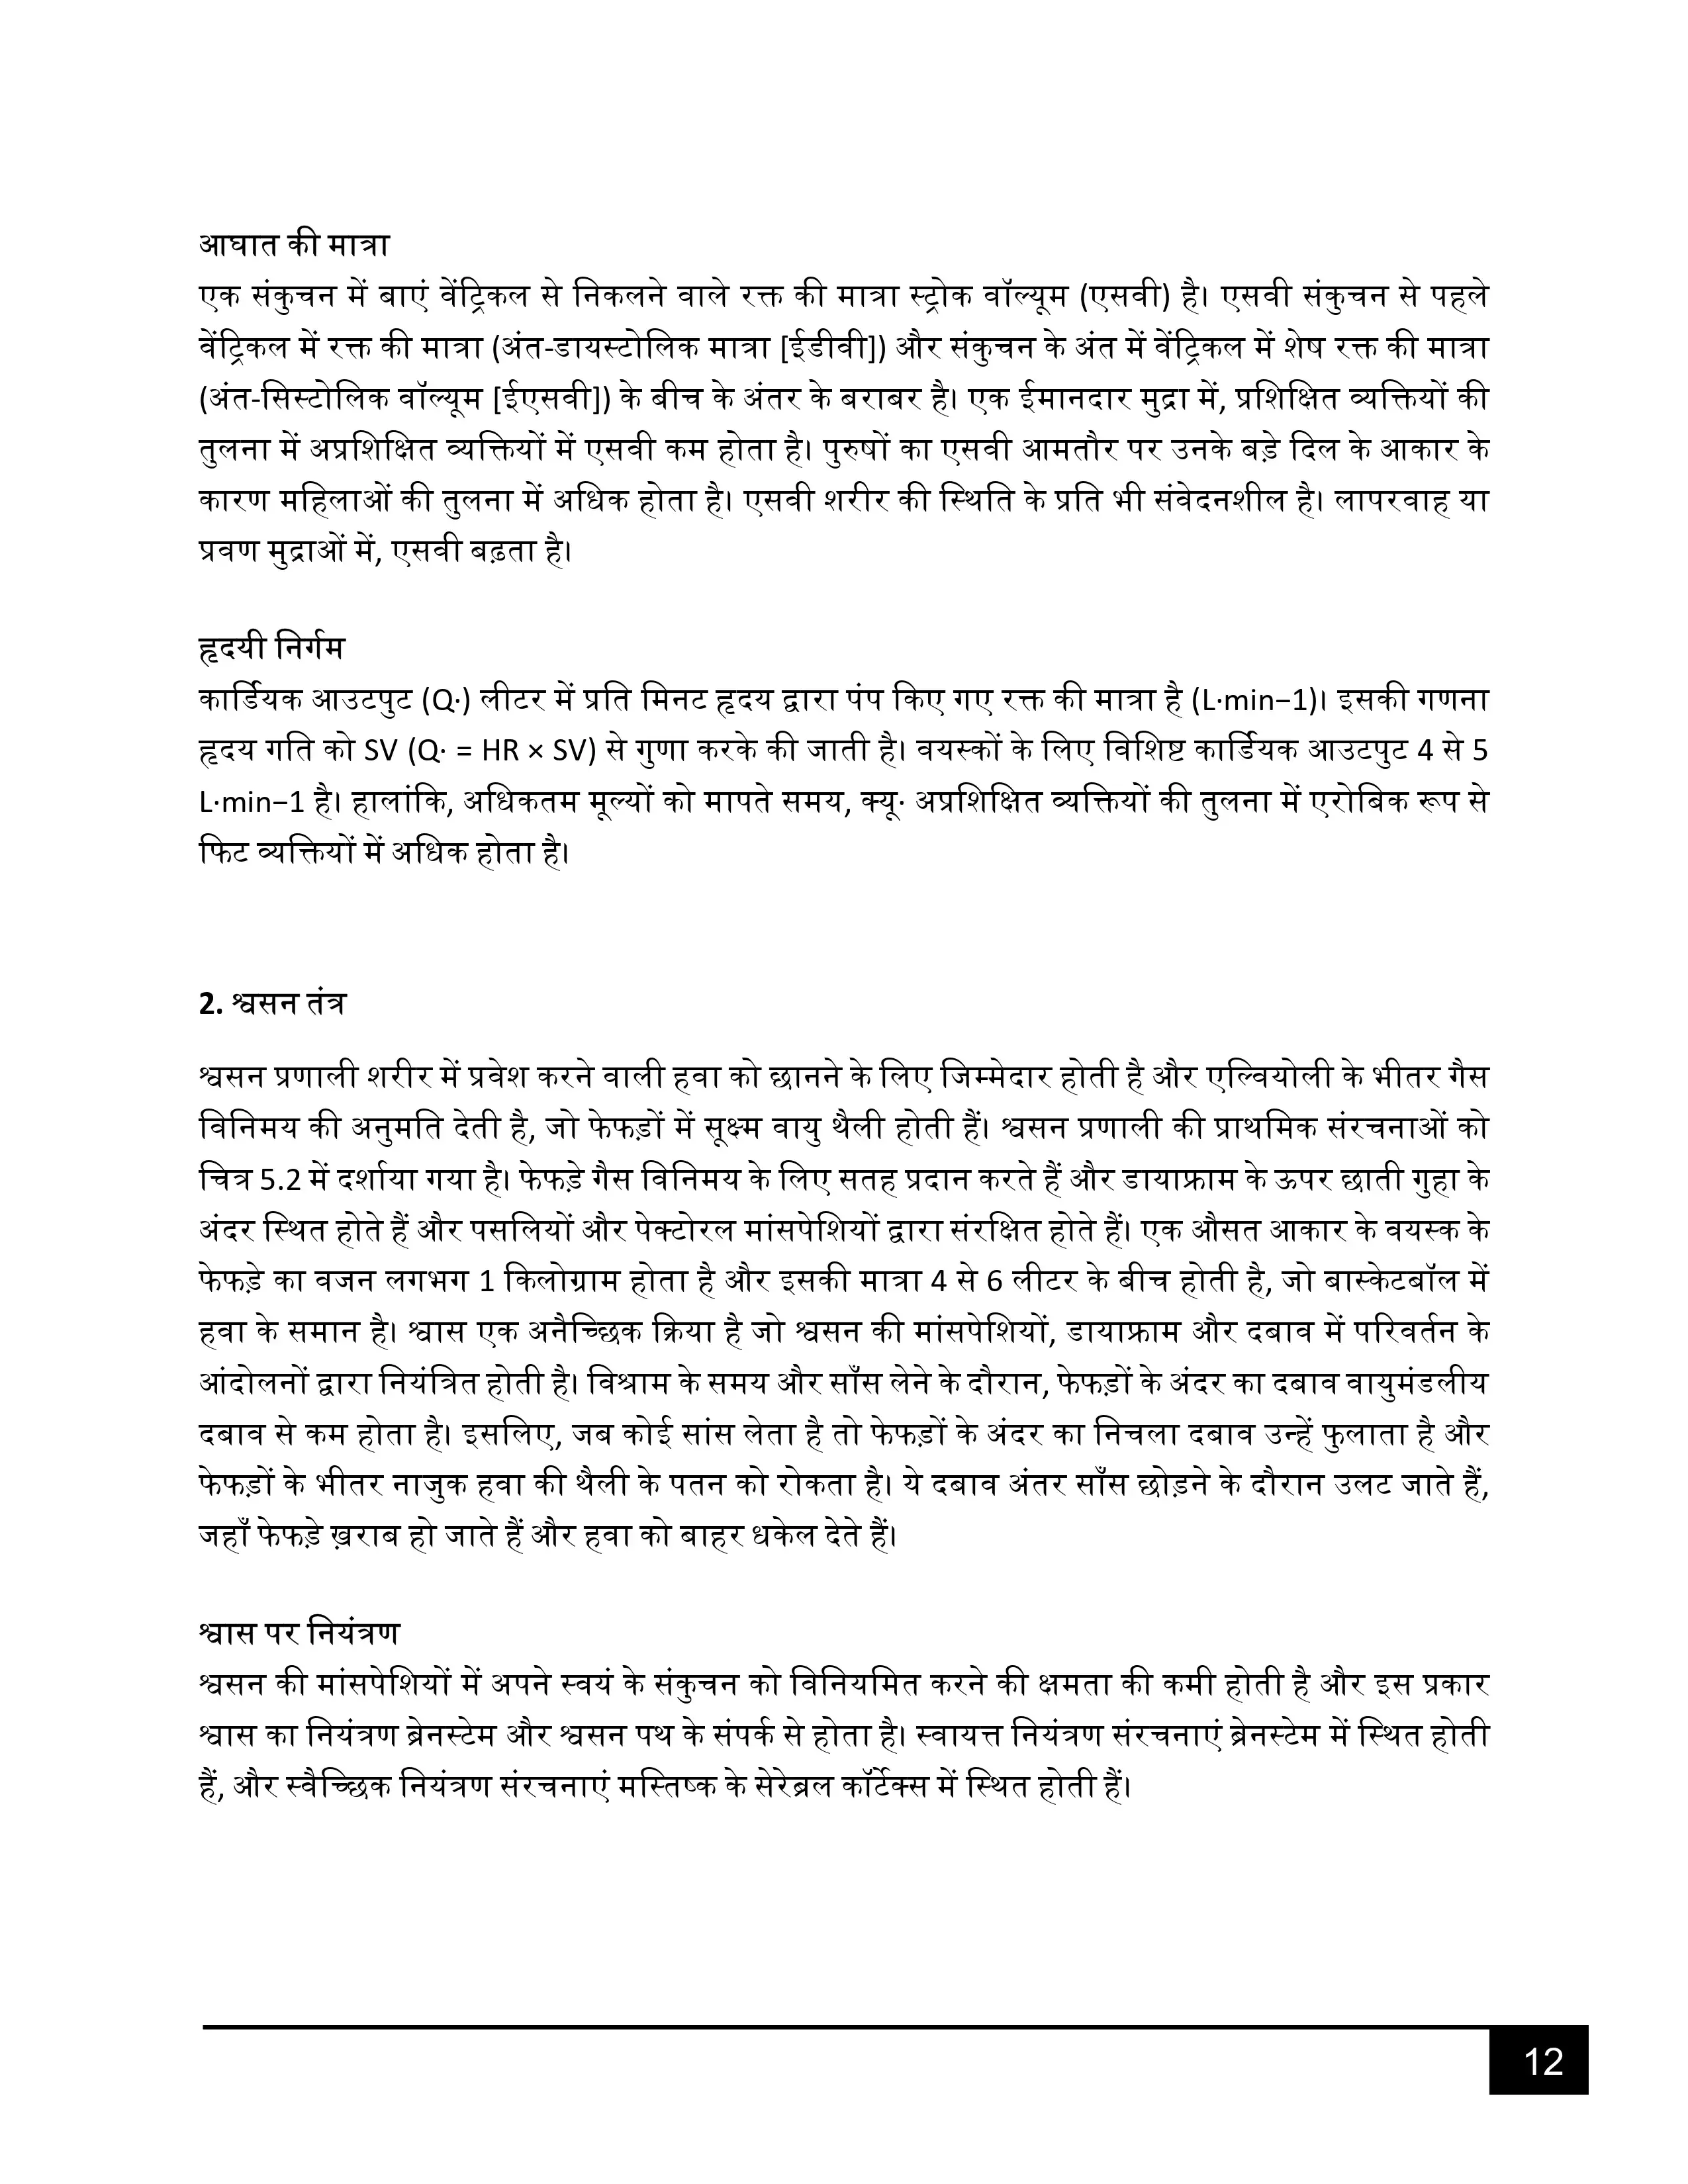 आघात की मात्रा
एक संकुचन में बाएं वेंट्रिकल से निकलने वाले रक्त की मात्रा स्ट्रोक वॉल्यूम (एसवी) है। एसवी संकुचन से पहले
वेंट्रिकल में रक्त की मात्रा (अंत-डायस्टोलिक मात्रा [ईडीवी]) और संकुचन के अंत में वेंट्रिकल में शेष रक्त की मात्रा
(अंत-सिस्टोलिक वॉल्यूम [ईएसवी]) के बीच के अंतर के बराबर है। एक ईमानदार मुद्रा में, प्रशिक्षित व्यक्तियों की
तुलना में अप्रशिक्षित व्यक्तियों में एसवी कम होता है। पुरुषों का एसवी आमतौर पर उनके बड़े दिल के आकार के
कारण महिलाओं की तुलना में अधिक होता है। एसवी शरीर की स्थिति के प्रति भी संवेदनशील है। लापरवाह या
प्रवण मुद्राओं में, एसवी बढ़ता है।
हृदयी निर्गम
कार्डियक आउटपुट (Q·) लीटर में प्रति मिनट हृदय द्वारा पंप किए गए रक्त की मात्रा है (L·min−1)। इसकी गणना
हृदय गति को SV (Q· = HR × SV) से गुणा करके की जाती है। वयस्कों के लिए विशिष्ट कार्डियक आउटपुट 4 से 5
L·min−1 है। हालांकि, अधिकतम मूल्यों को मापते समय, क्यू· अप्रशिक्षित व्यक्तियों की तुलना में एरोबिक रूप से
फिट व्यक्तियों में अधिक होता है।
2. श्वसन तंत्र
श्वसन प्रणाली शरीर में प्रवेश करने वाली हवा को छानने के लिए जिम्मेदार होती है और एल्वियोली के भीतर गैस
विनिमय की अनुमति देती है, जो फेफड़ों में सूक्ष्म वायु थैली होती हैं। श्वसन प्रणाली की प्राथमिक संरचनाओं को
चित्र 5.2 में दर्शाया गया है। फेफड़े गैस विनिमय के लिए सतह प्रदान करते हैं और डायाफ्राम के ऊपर छाती गुहा के
अंदर स्थित होते हैं और पसलियों और पेक्टोरल मांसपेशियों द्वारा संरक्षित होते हैं। एक औसत आकार के वयस्क के
फेफड़े का वजन लगभग 1 किलोग्राम होता है और इसकी मात्रा 4 से 6 लीटर के बीच होती है, जो बास्केटबॉल में
हवा के समान है। श्वास एक अनैच्छिक क्रिया है जो श्वसन की मांसपेशियों, डायाफ्राम और दबाव में परिवर्तन के
आंदोलनों द्वारा नियंत्रित होती है। विश्राम के समय और साँस लेने के दौरान, फेफड़ों के अंदर का दबाव वायुमंडलीय
दबाव से कम होता है। इसलिए, जब कोई सांस लेता है तो फेफड़ों के अंदर का निचला दबाव उन्हें फुलाता है और
फेफड़ों के भीतर नाजुक हवा की थैली के पतन को रोकता है। ये दबाव अंतर साँस छोड़ने के दौरान उलट जाते हैं,
जहाँ फेफड़े ख़राब हो जाते हैं और हवा को बाहर धकेल देते हैं।
श्वास पर नियंत्रण
श्वसन की मांसपेशियों में अपने स्वयं के संकुचन को विनियमित करने की क्षमता की कमी होती है और इस प्रकार
श्वास का नियंत्रण ब्रेनस्टेम और श्वसन पथ के संपर्क से होता है। स्वायत्त नियंत्रण संरचनाएं ब्रेनस्टेम में स्थित होती
हैं, और स्वैच्छिक नियंत्रण संरचनाएं मस्तिष्क के सेरेब्रल कॉर्टेक्स में स्थित होती हैं।
12